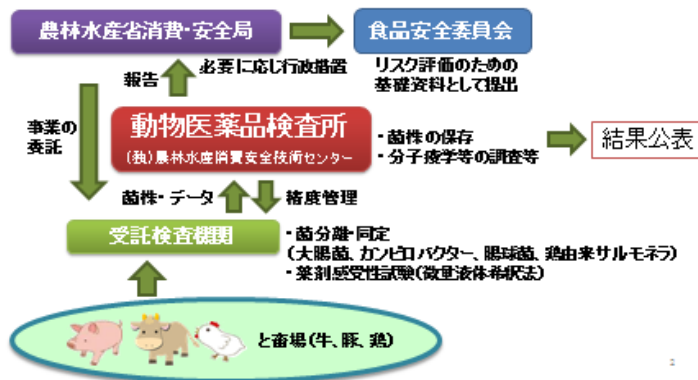 農林水産省消費・安全局
食品安全委員会
報告
必要に応じ行政措置
リスク評価のための
基礎資料として提出
事業の
委託
動物医薬品検査所
(独)農林水産消費安全技術センター
・菌株の保存
・分子疫学等の調査等
結果公表
菌株・データ
精度管理
受託検査機関
・菌分離・同定
(大腸菌、カンピロバクター、腸球菌、鶏由来サルモネラ)
・薬剤感受性試験(微量液体希釈法)
と畜場(牛、豚、鶏)
2